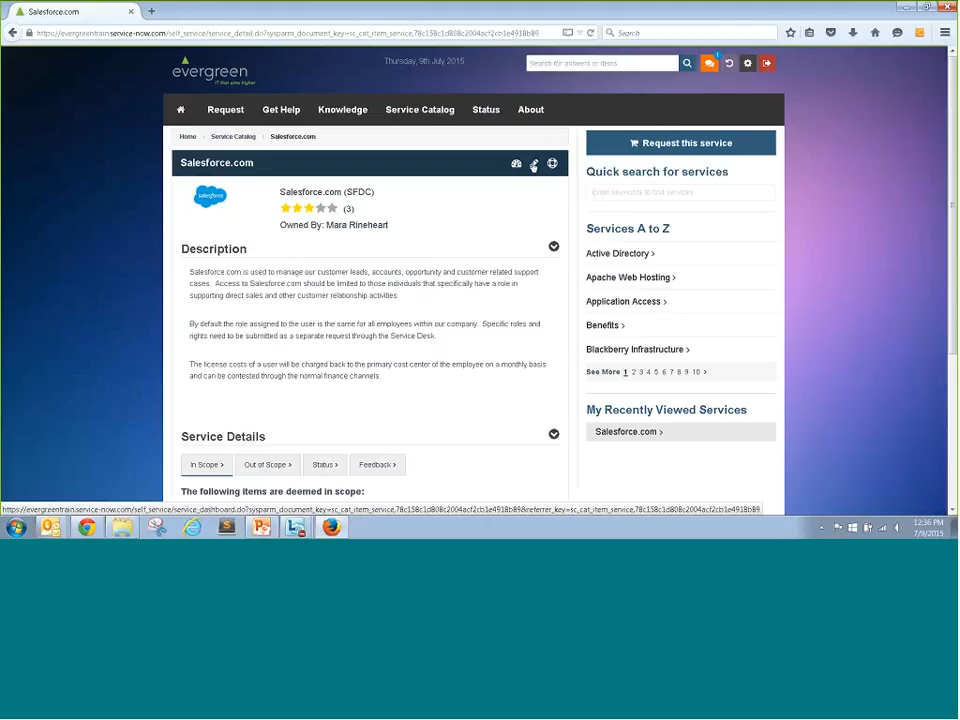 Salesforce.com
https://evergreentrain.service-now.com/self_service/service_detail.do?sysparm_document_key=sc_cat_item_service,78c158c1d808c2004acf2cb1e4918b89
Search
evergreen
IT that aims higher
Thursday, 9th July 2015
Search for answers or items
1
Request Get Help Knowledge Service Catalog Status About
Home / Service Catalog / Salesforce.com
Salesforce.com
salesforce
Salesforce.com (SFDC)
(3)
Owned By: Mara Rineheart
Description
Salesforce.com is used to manage our customer leads, accounts, opportunity and customer related support
cases. Access to Salesforce.com should be limited to those individuals that specifically have a role in
supporting direct sales and other customer relationship activities.
By default the role assigned to the user is the same for all employees within our company. Specific roles and
rights need to be submitted as a separate request through the Service Desk.
The license costs of a user will be charged back to the primary cost center of the employee on a monthly basis
and can be contested through the normal finance channels.
Service Details
In Scope > Out of Scope > Status > Feedback >
The following items are deemed in scope:
Request this service
Quick search for services
Enter keywords to find services
Services A to Z
Active Directory >
Apache Web Hosting >
Application Access >
Benefits >
Blackberry Infrastructure >
See More 1 2 3 4 5 6 7 8 9 10 >
My Recently Viewed Services
Salesforce.com >
https://evergreentrain.service-now.com/self_service/service_dashboard.do?sysparm_document_key=sc_cat_item_service,78c158c1d808c2004acf2cb1e4918b89&referrer_key=sc_cat_item_service,78c158c1d808c2004acf2cb1e4918b89
12:36 PM
7/9/2015